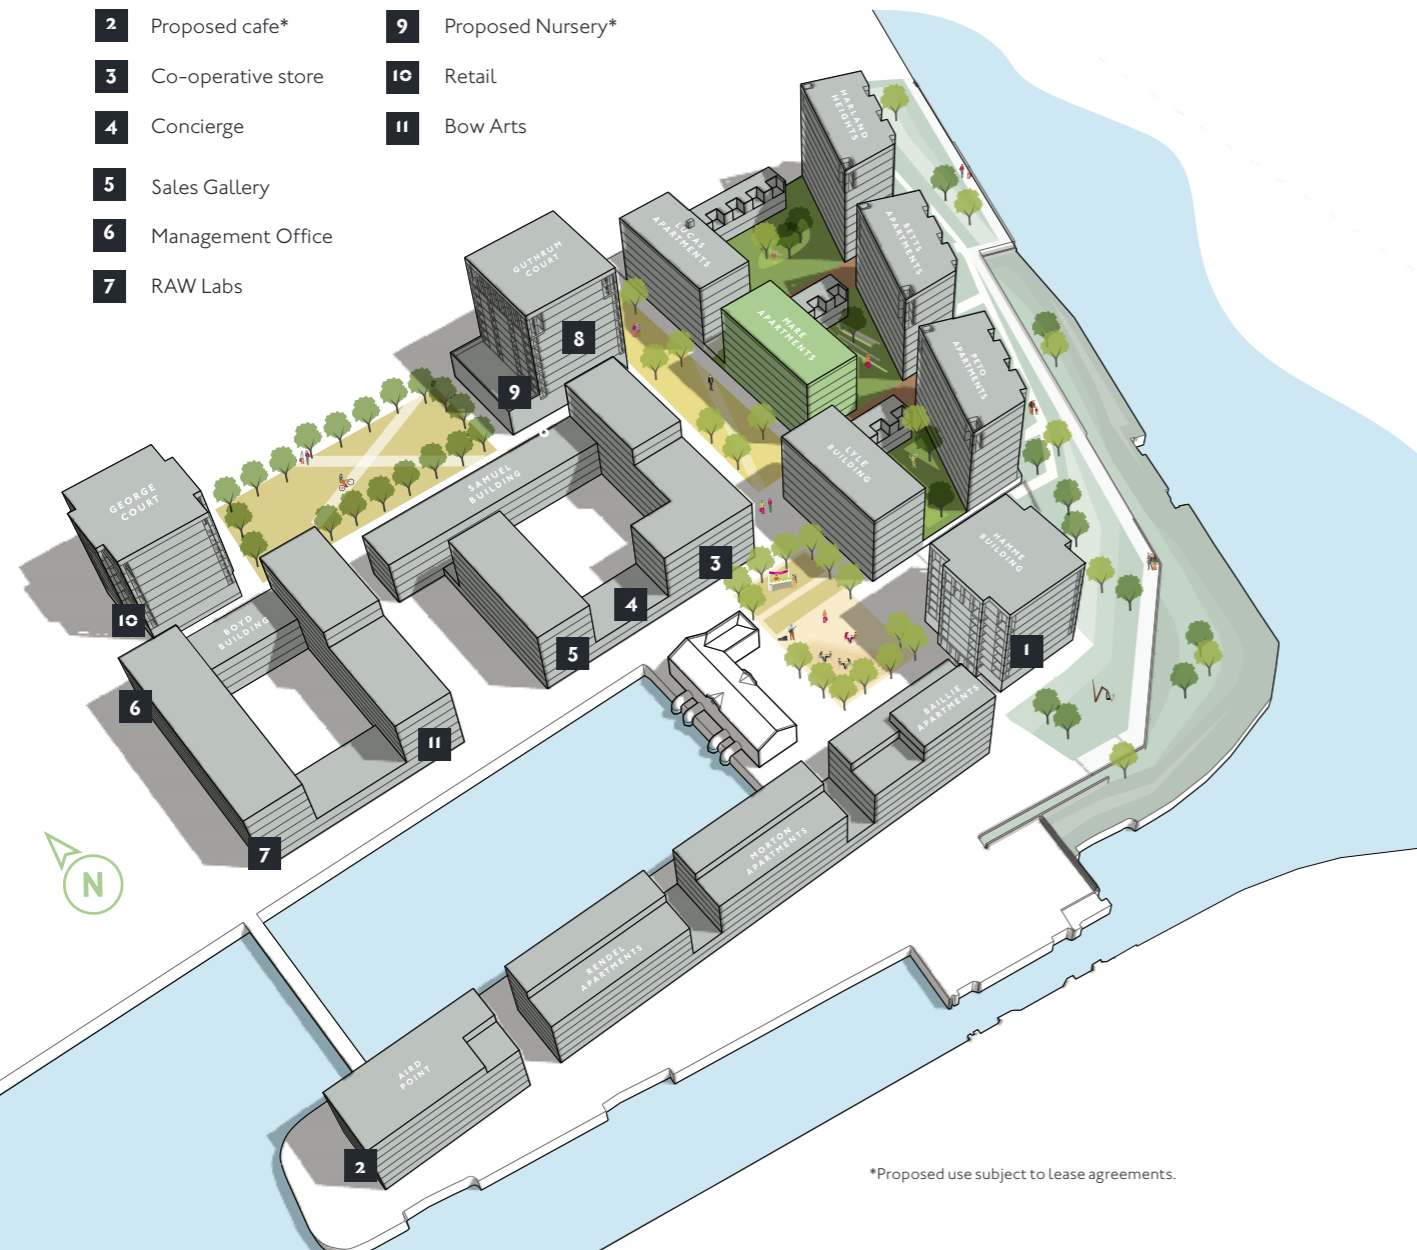 2 Proposed cafe*
9 Proposed Nursery*
3 Co-operative store
10 Retail
4 Concierge
11 Bow Arts
5 Sales Gallery
6 Management Office
7 RAW Labs
HARLAND
HEIGHTS
BETTS
APARTMENTS
LUCAS
APARTMENTS
GUTHRUM
COURT
MARE
APARTMENTS
PETO
APARTMENTS
8
9
LYLE
BUILDING
SAMUEL
BUILDING
GEORGE
COURT
HAMME
BUILDING
3
4
10
BOYD
BUILDING
5
1
6
BAILLIE
APARTMENTS
11
MORTON
APARTMENTS
7
N
RENDEL
APARTMENTS
AIRD
POINT
2
*Proposed use subject to lease agreements.